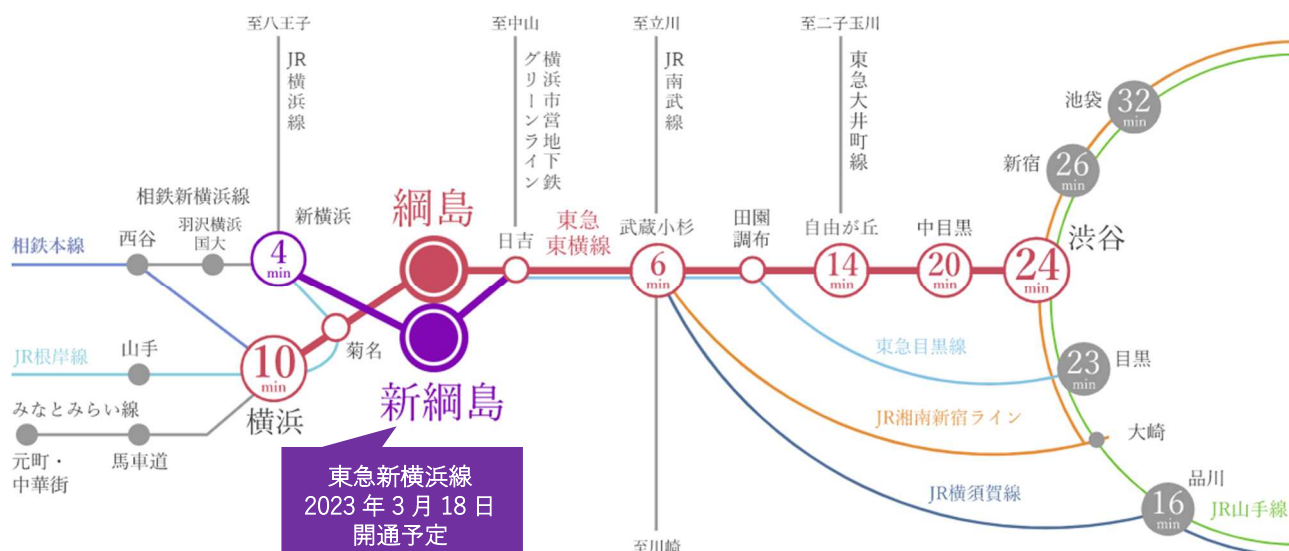 至八王子
至中山
至立川
至二子玉川
JR横浜線
横浜市営地下鉄
グリーンライン
JR南武線
東急大井町線
池袋
32
min
新宿
26
min
相鉄新横浜線
羽沢横浜
国大
新横浜
4
min
綱島
日吉
東急
東横線
武蔵小杉
6
min
田園
調布
自由が丘
14
min
中目黒
20
min
渋谷
24
min
相鉄本線
西谷
JR根岸線
山手
10
min
横浜
菊名
新綱島
東急目黒線
23
min
目黒
みなとみらい線
元町・
中華街
馬車道
JR湘南新宿ライン
大崎
JR横須賀線
品川
16
min
JR山手線
東急新横浜線
2023年3月18日
開通予定
至川崎